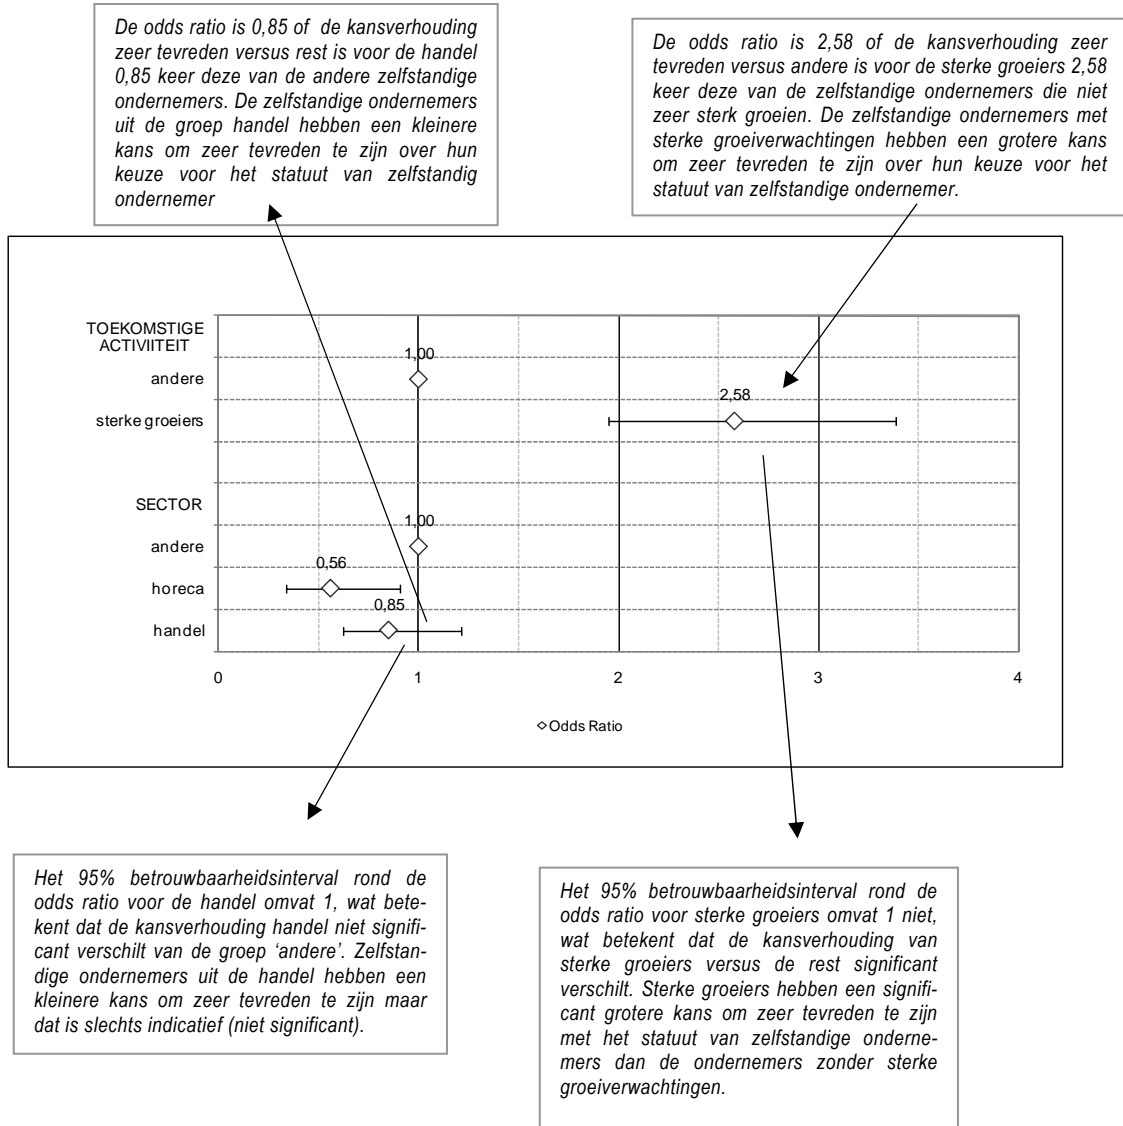 De odds ratio is 0,85 of de kansverhouding
zeer tevreden versus rest is voor de handel
0,85 keer deze van de andere zelfstandige
ondernemers. De zelfstandige ondernemers
uit de groep handel hebben een kleinere
kans om zeer tevreden te zijn over hun
keuze voor het statuut van zelfstandig
ondernemer
De odds ratio is 2,58 of de kansverhouding zeer
tevreden versus andere is voor de sterke groeiers 2,58
keer deze van de zelfstandige ondernemers die niet
zeer sterk groeien. De zelfstandige ondernemers met
sterke groeiverwachtingen hebben een grotere kans
om zeer tevreden te zijn over hun keuze voor het
statuut van zelfstandige ondernemer.
TOEKOMSTIGE
ACTIVIITEIT
1,00
andere
2,58
sterke groeiers
SECTOR
1,00
andere
0,56
horeca
0,85
handel
0 1 2 3 4
Odds Ratio
Het 95% betrouwbaarheidsinterval rond de
odds ratio voor de handel omvat 1, wat bete-
kent dat de kansverhouding handel niet signifi-
cant verschilt van de groep ‘andere’. Zelfstan-
dige ondernemers uit de handel hebben een
kleinere kans om zeer tevreden te zijn maar
dat is slechts indicatief (niet significant).
Het 95% betrouwbaarheidsinterval rond de
odds ratio voor sterke groeiers omvat 1 niet,
wat betekent dat de kansverhouding van
sterke groeiers versus de rest significant
verschilt. Sterke groeiers hebben een signifi-
cant grotere kans om zeer tevreden te zijn
met het statuut van zelfstandige onderne-
mers dan de ondernemers zonder sterke
groeiverwachtingen.